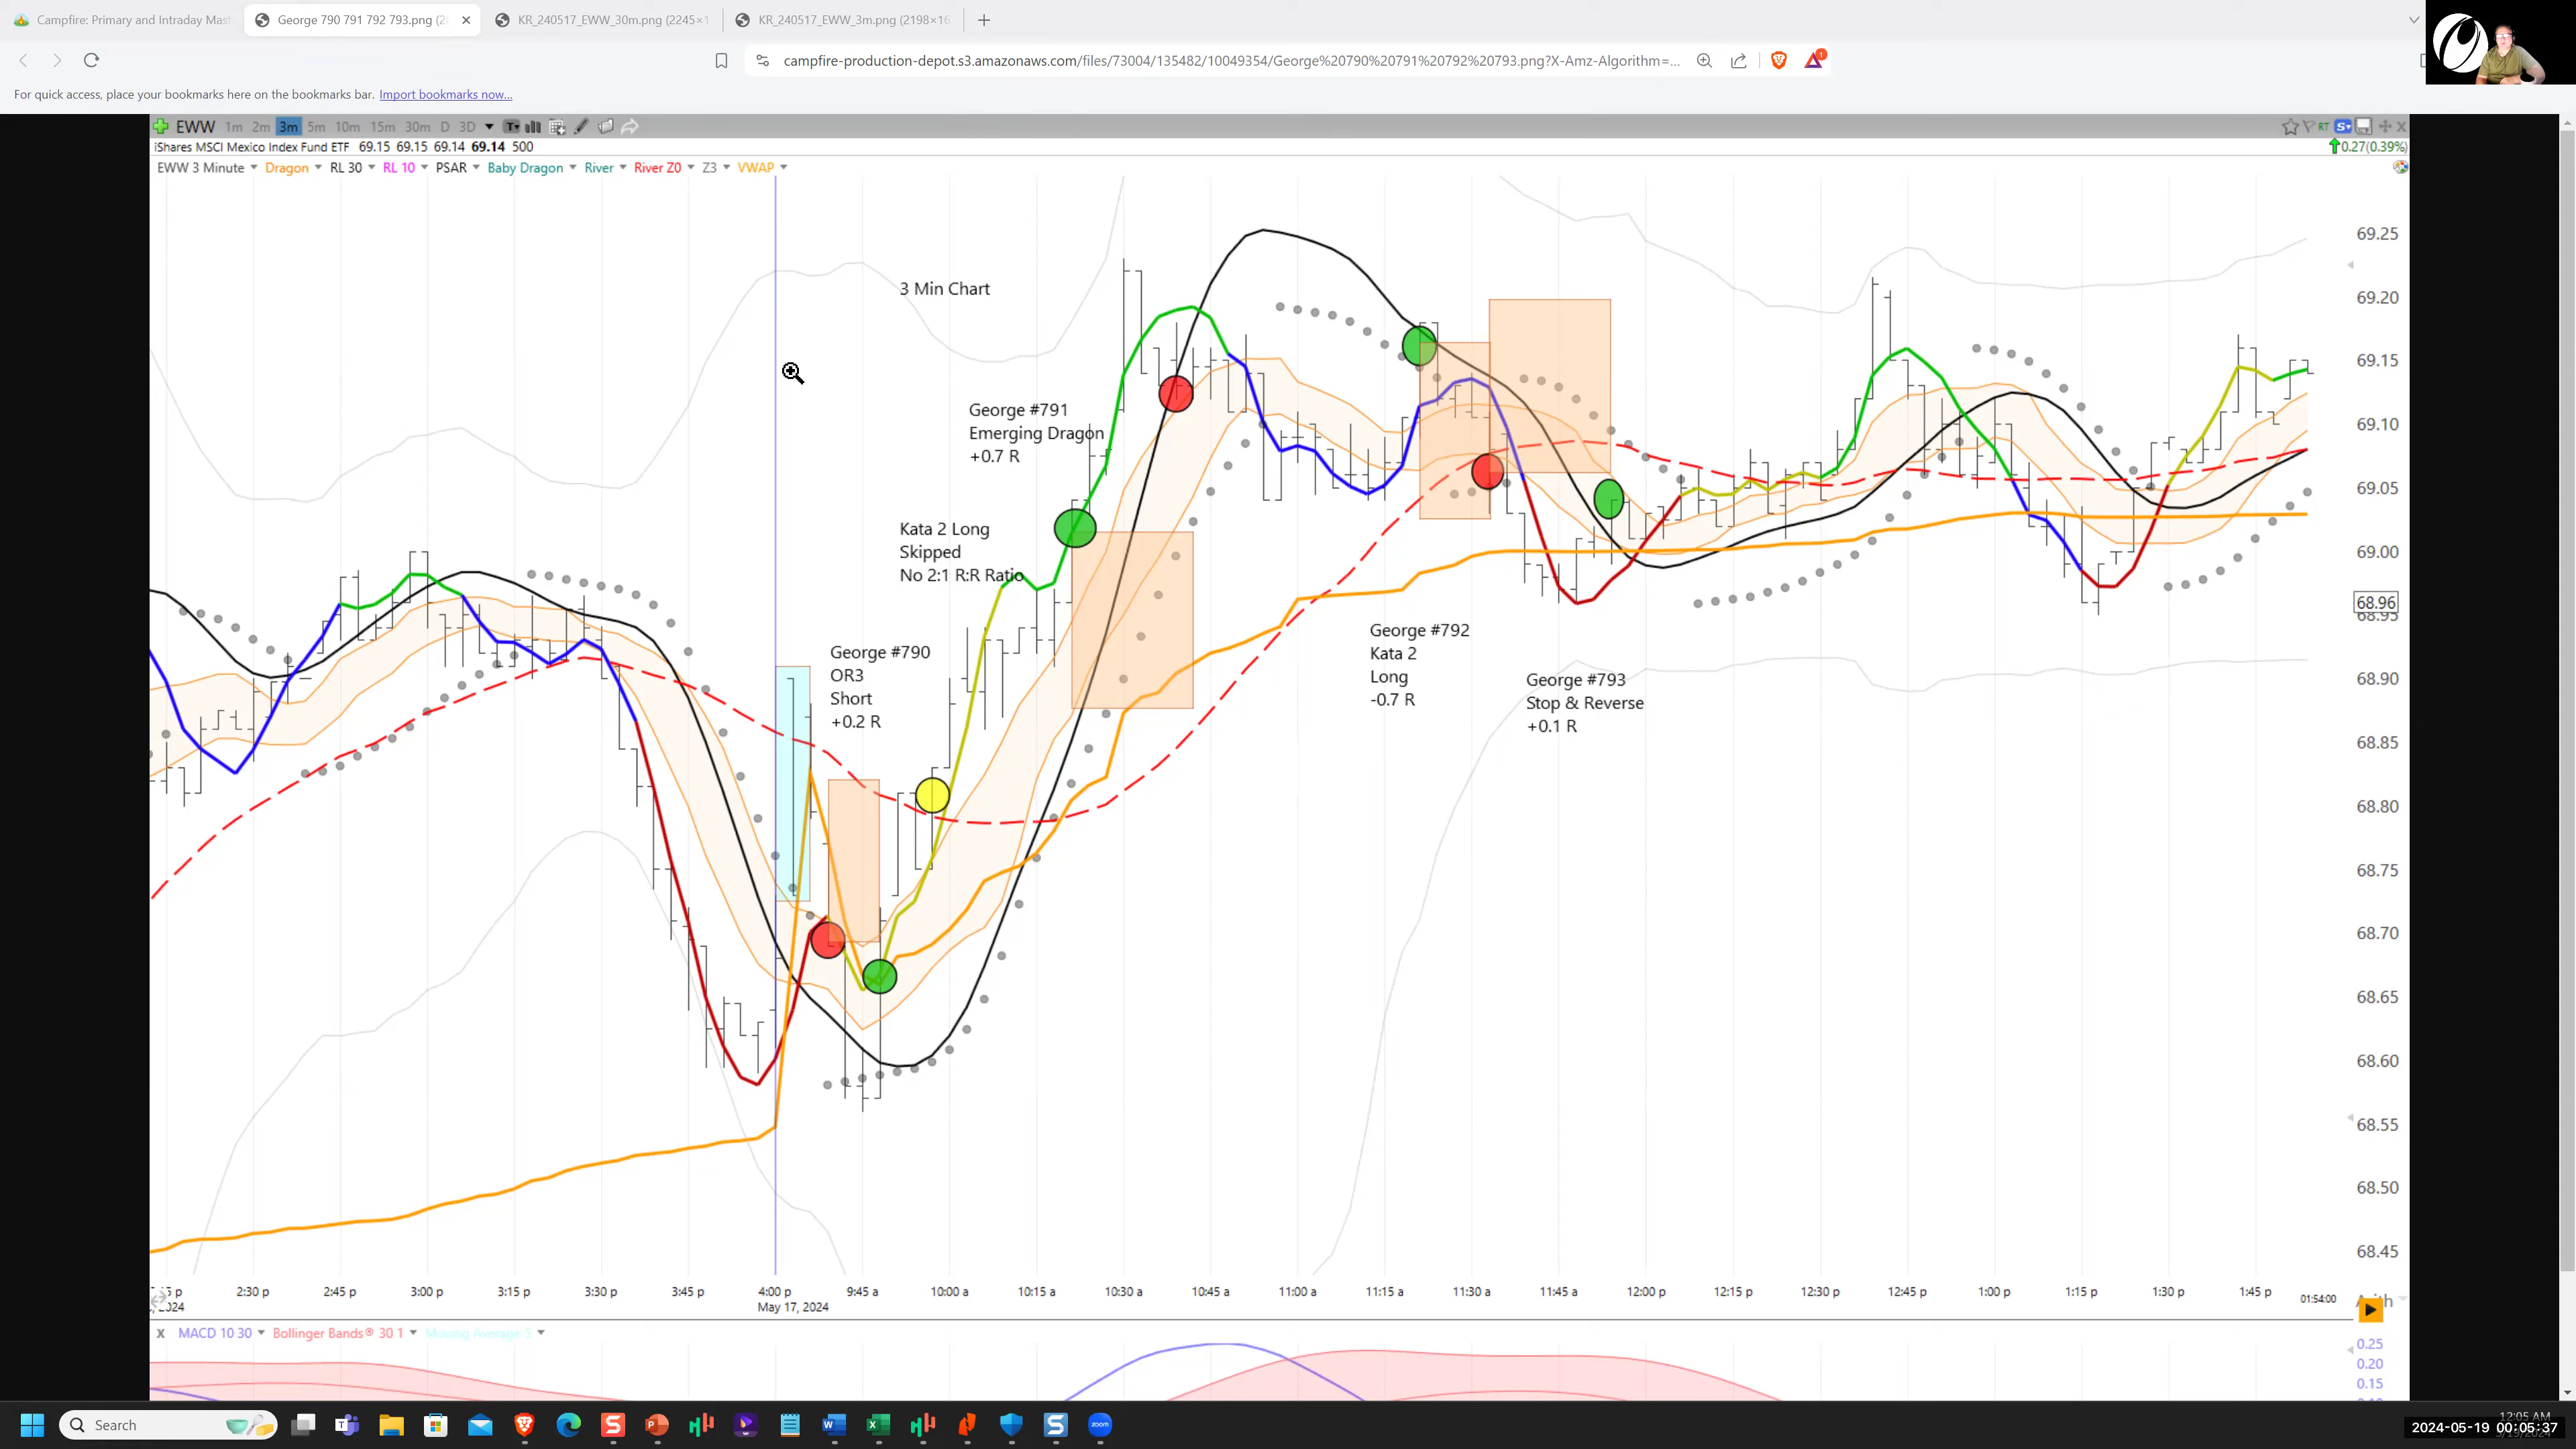 Campfire: Primary and Intraday Mas
George 790 791 792 793.png (2
KR_240517_EWW_30m.png (2245×1
KR_240517_EWW_3m.png (2198×16
campfire-production-depot.s3.amazonaws.com/files/73004/135482/10049354/George%20790%20791%20792%20793.png?X-Amz-Algorithm=...
For quick access, place your bookmarks here on the bookmarks bar. Import bookmarks now...
EWW 1m 2m 3m 5m 10m 15m 30m D 3D
RT
iShares MSCI Mexico Index Fund ETF 69.15 69.15 69.14 69.14 500
0.27(0.39%)
EWW 3 Minute Dragon RL 30 RL 10 PSAR Baby Dragon River River Z0 Z3 VWAP
69.25
3 Min Chart
69.20
69.15
George #791
Emerging Dragon
+0.7 R
69.10
69.05
Kata 2 Long
Skipped
No 2:1 R:R Ratio
69.00
68.96
68.95
George #790
OR3
Short
+0.2 R
George #792
Kata 2
Long
-0.7 R
George #793
Stop & Reverse
+0.1 R
68.90
68.85
68.80
68.75
68.70
68.65
68.60
68.55
68.50
68.45
2:30 p 2:45 p 3:00 p 3:15 p 3:30 p 3:45 p 4:00 p 9:45 a 10:00 a 10:15 a 10:30 a 10:45 a 11:00 a 11:15 a 11:30 a 11:45 a 12:00 p 12:15 p 12:30 p 12:45 p 1:00 p 1:15 p 1:30 p 1:45 p 01:54:00
May 17, 2024
X MACD 10 30 Bollinger Bands® 30 1 Moving Average 3
0.25
0.20
0.15
Search
zoom
12:05 AM
2024-05-19 00:05:37